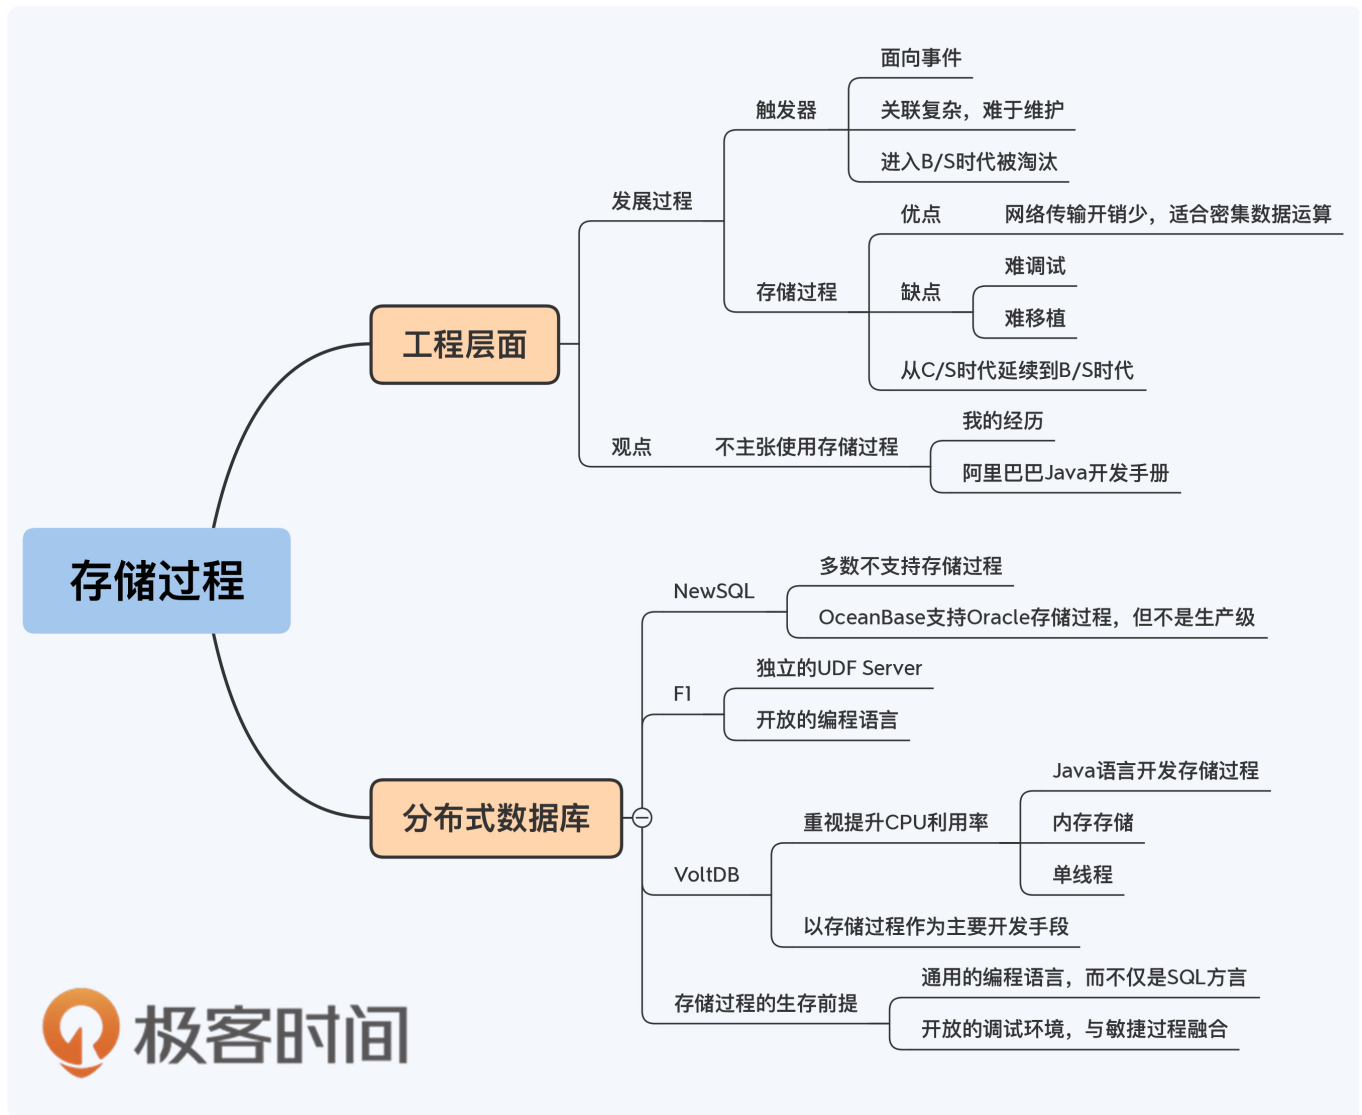 存储过程
工程层面
发展过程
触发器
面向事件
关联复杂，难于维护
进入B/S时代被淘汰
存储过程
优点
网络传输开销少，适合密集数据运算
缺点
难调试
难移植
从C/S时代延续到B/S时代
观点
不主张使用存储过程
我的经历
阿里巴巴Java开发手册
分布式数据库
NewSQL
多数不支持存储过程
OceanBase支持Oracle存储过程，但不是生产级
F1
独立的UDF Server
开放的编程语言
VoltDB
重视提升CPU利用率
Java语言开发存储过程
内存存储
单线程
以存储过程作为主要开发手段
存储过程的生存前提
通用的编程语言，而不仅是SQL方言
开放的调试环境，与敏捷过程融合
极客时间